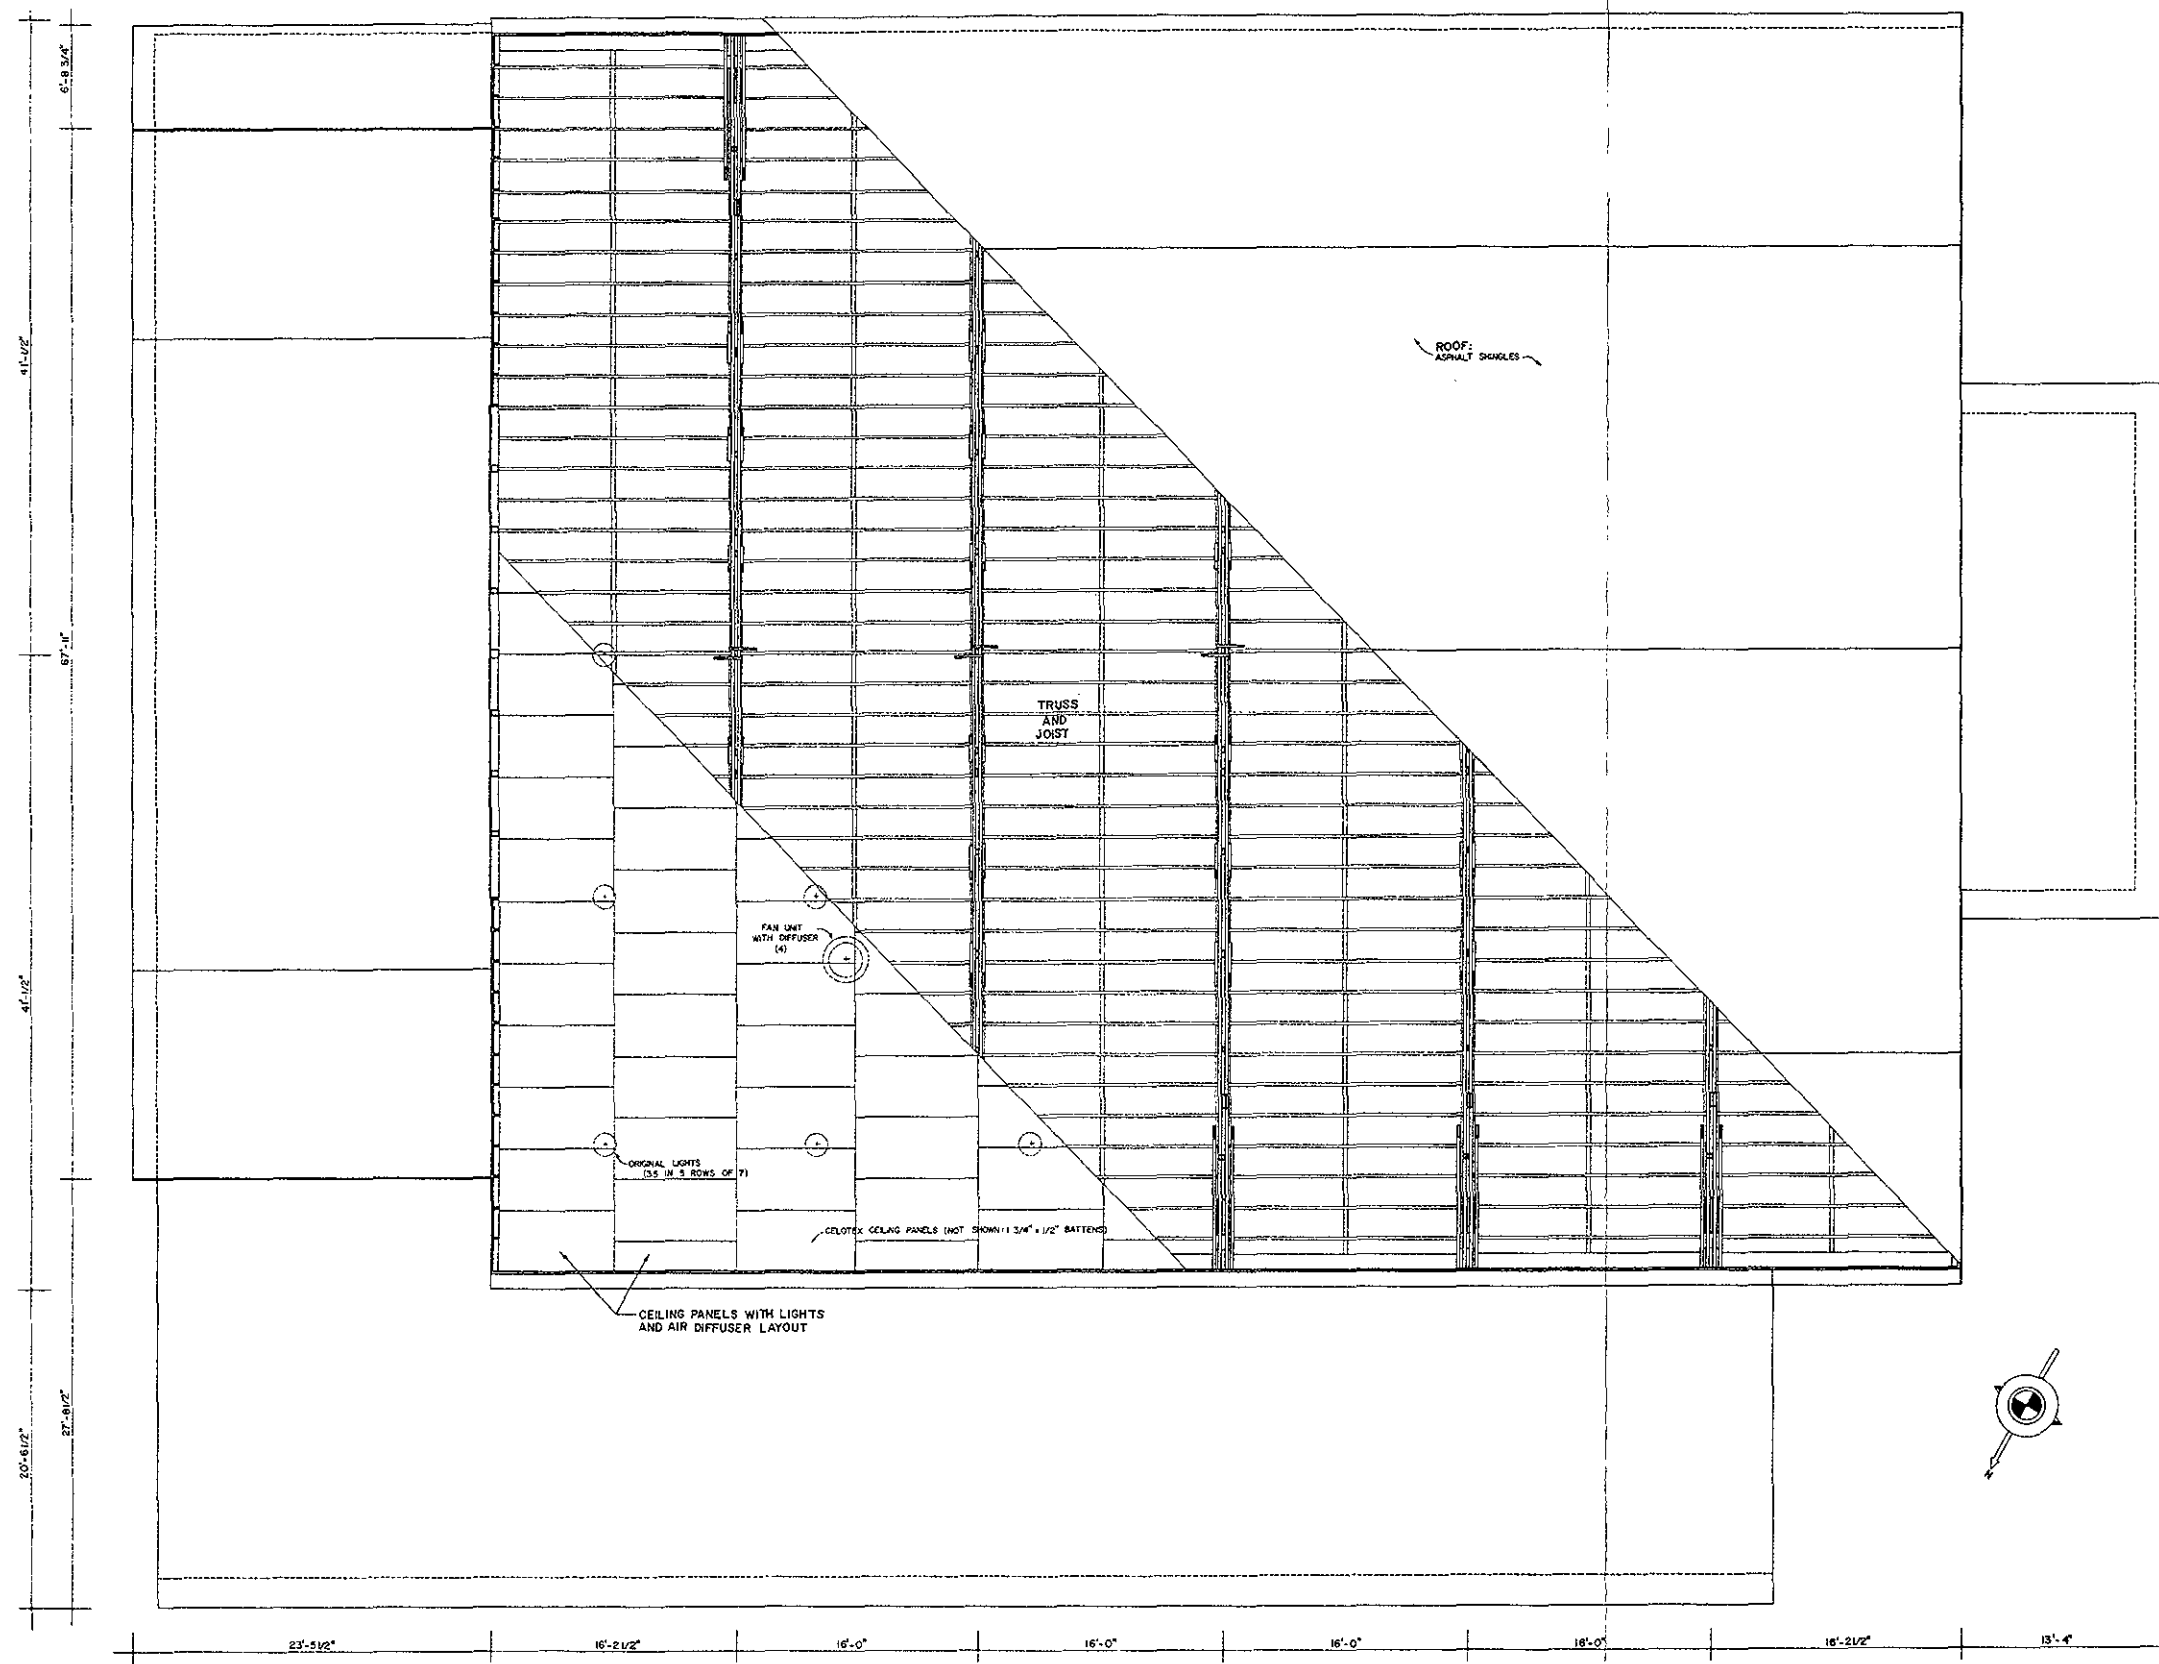 6'-8 3/4"
41'-1/2"
67'-11"
41'-1/2"
20'-6 1/2"
27'-8 1/2"
ROOF:
ASPHALT SHINGLES
TRUSS
AND
JOIST
FAN UNIT
WITH DIFFUSER
(4)
ORIGINAL LIGHTS
(35 IN 5 ROWS OF 7)
CELOTEX CEILING PANELS (NOT SHOWN: 1 3/4" x 1/2" BATTENS)
CEILING PANELS WITH LIGHTS
AND AIR DIFFUSER LAYOUT
N
23'-5 1/2"
16'-2 1/2"
16'-0"
16'-0"
16'-0"
16'-0"
16'-2 1/2"
13'-4"